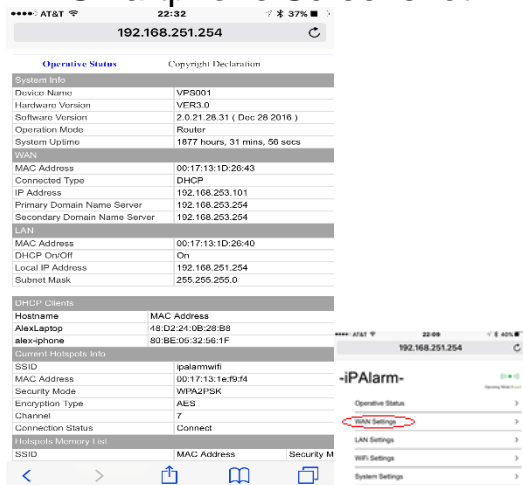 AT&T 22:32 37%
192.168.251.254
Operative Status Copyright Declaration
System Info
Device Name VPS001
Hardware Version VER3.0
Software Version 2.0.21.28.31 ( Dec 28 2016 )
Operation Mode Router
System Uptime 1877 hours, 31 mins, 56 secs
WAN
MAC Address 00:17:13:1D:26:43
Connected Type DHCP
IP Address 192.168.253.101
Primary Domain Name Server 192.168.253.254
Secondary Domain Name Server 192.168.253.254
LAN
MAC Address 00:17:13:1D:26:40
DHCP On/Off On
Local IP Address 192.168.251.254
Subnet Mask 255.255.255.0
DHCP Clients
Hostname MAC Address
AlexLaptop 48:D2:24:0B:28:B8
alex-iphone 80:BE:05:32:56:1F
Current Hotspots Info
SSID ipalarmwifi
MAC Address 00:17:13:1e:f9:f4
Security Mode WPA2PSK
Encryption Type AES
Channel 7
Connection Status Connect
Hotspots Memory List
SSID MAC Address Security M
AT&T 22:09 40%
192.168.251.254
-iPAlarm-
Operative Status
WAN Settings
LAN Settings
WiFi Settings
System Settings